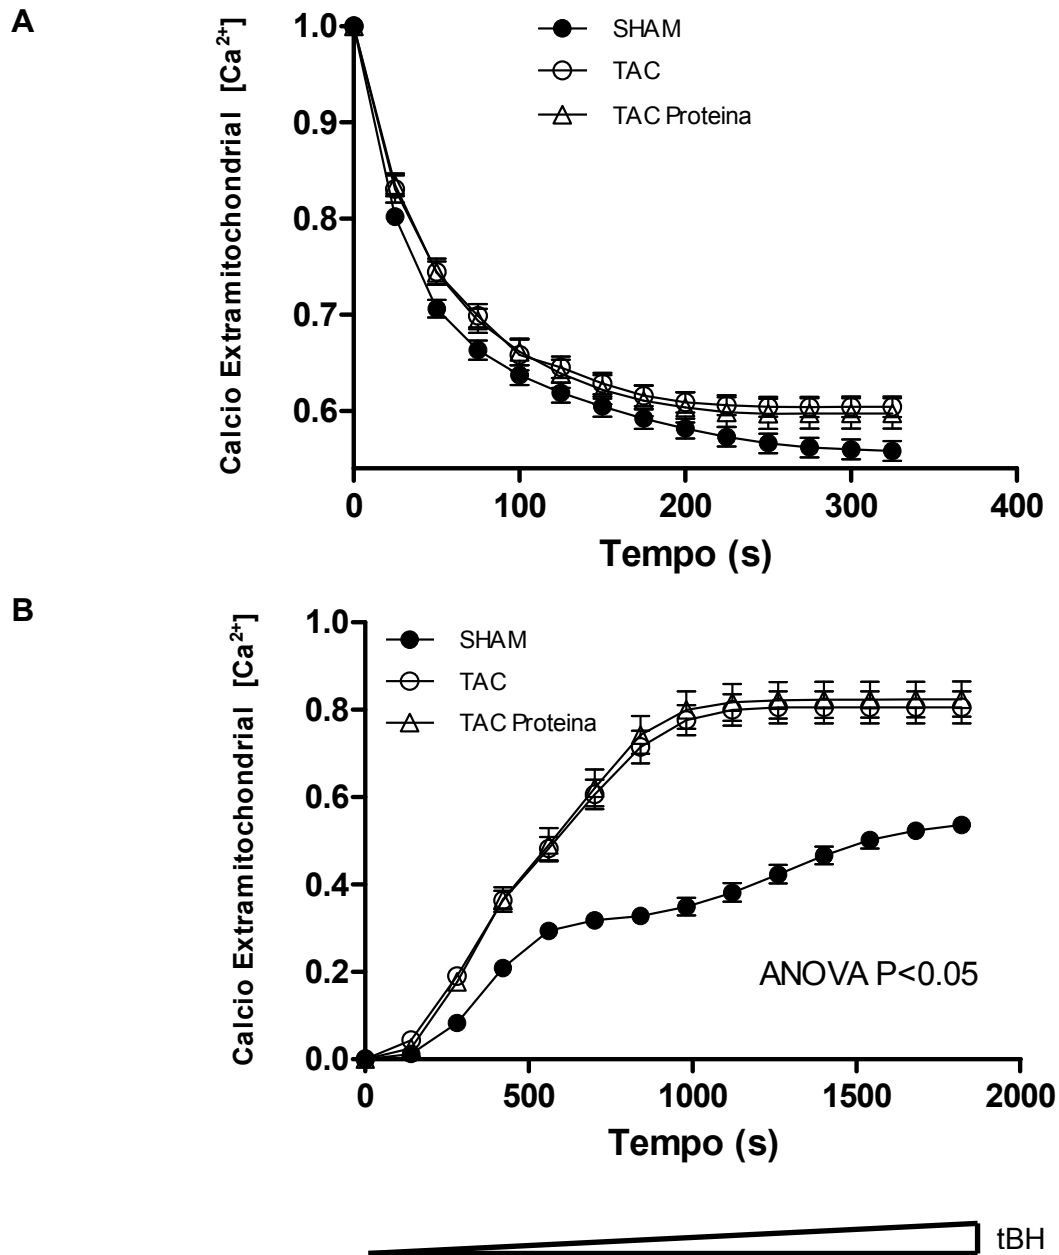 A
Calcio Extramitochondrial [Ca²⁺]
1.0
0.9
0.8
0.7
0.6
SHAM
TAC
TAC Proteina
0 100 200 300 400
Tempo (s)
B
Calcio Extramitochondrial [Ca²⁺]
1.0
0.8
0.6
0.4
0.2
0.0
SHAM
TAC
TAC Proteina
ANOVA P<0.05
0 500 1000 1500 2000
Tempo (s)
tBH